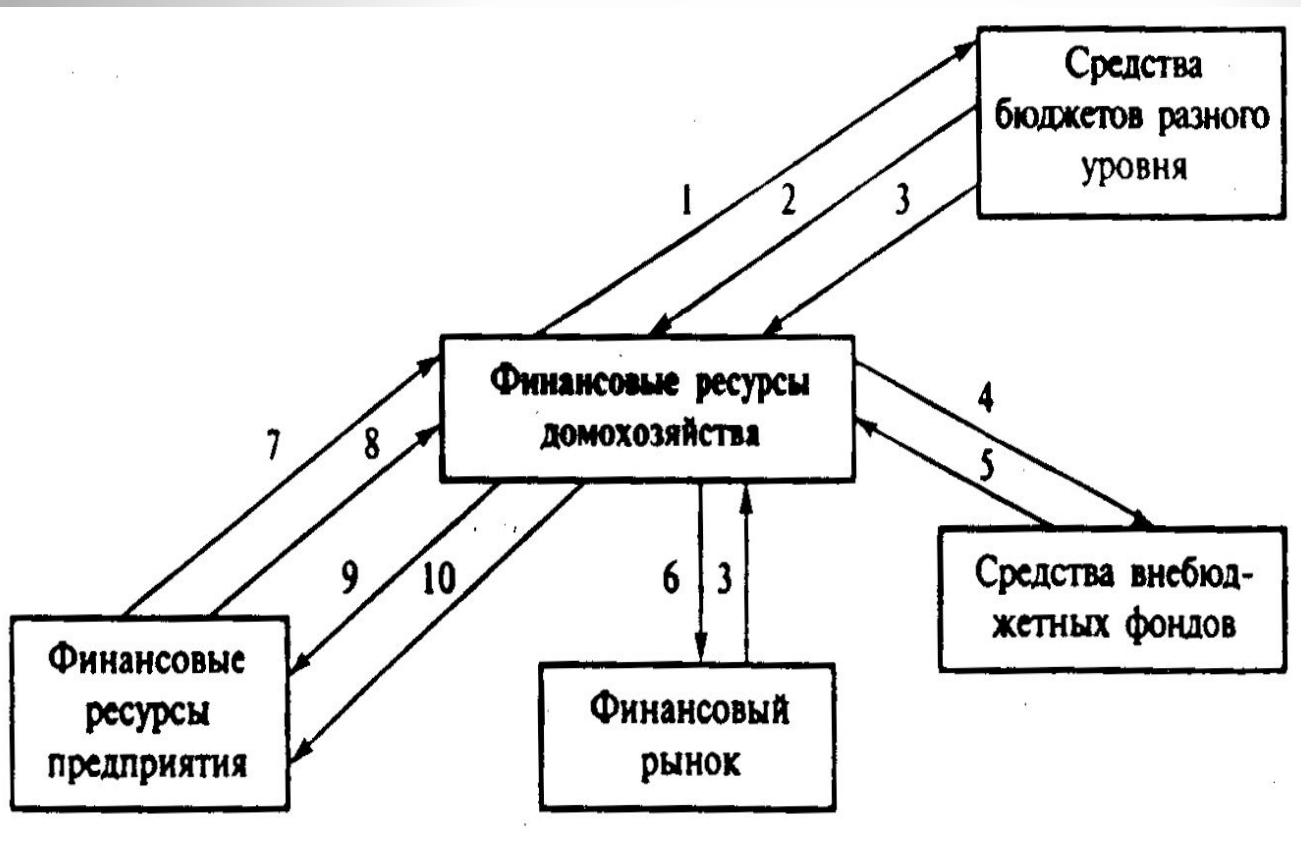 Средства
бюджетов разного
уровня
1
2
3
Финансовые ресурсы
домохозяйства
4
5
7
8
9
10
6
3
Средства внебюд-
жетных фондов
Финансовые
ресурсы
предприятия
Финансовый
рынок